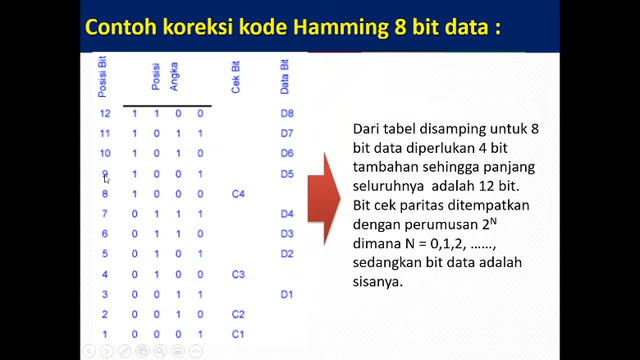 Contoh koreksi kode Hamming 8 bit data :
Posisi Bit Posisi Angka Cek Bit Data Bit
12 1 1 0 0 D8
11 1 0 1 1 D7
10 1 0 1 0 D6
9 1 0 0 1 D5
8 1 0 0 0 C4
7 0 1 1 1 D4
6 0 1 1 0 D3
5 0 1 0 1 D2
4 0 1 0 0 C3
3 0 0 1 1 D1
2 0 0 1 0 C2
1 0 0 0 1 C1
Dari tabel disamping untuk 8
bit data diperlukan 4 bit
tambahan sehingga panjang
seluruhnya adalah 12 bit.
Bit cek paritas ditempatkan
dengan perumusan 2ᴺ
dimana N = 0,1,2, ……,
sedangkan bit data adalah
sisanya.